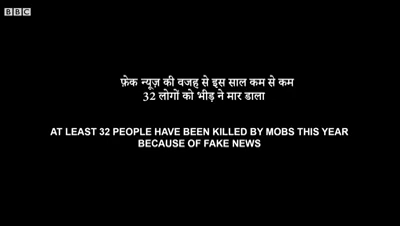 BBC
फ़ेक न्यूज़ की वजह से इस साल कम से कम
32 लोगों को भीड़ ने मार डाला
AT LEAST 32 PEOPLE HAVE BEEN KILLED BY MOBS THIS YEAR
BECAUSE OF FAKE NEWS